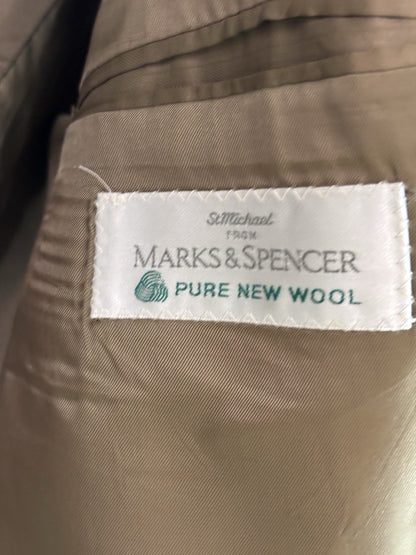 St Michael
FROM
MARKS & SPENCER
PURE NEW WOOL